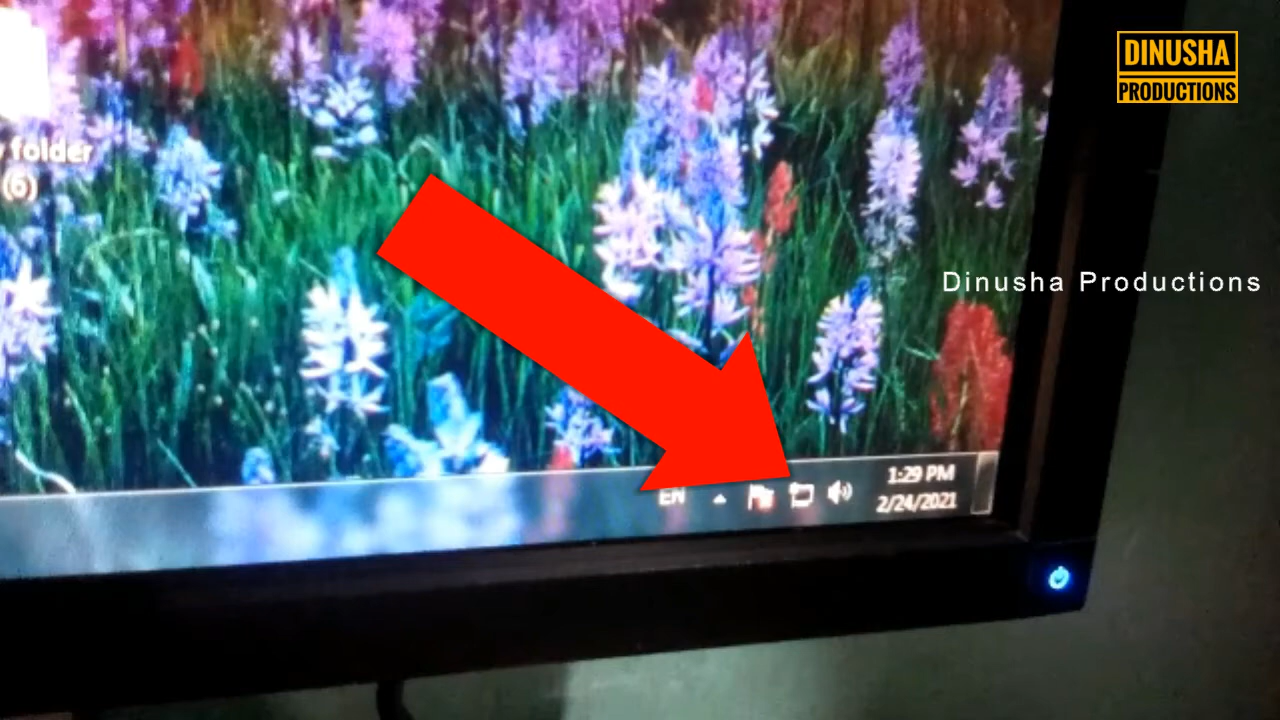 DINUSHA
PRODUCTIONS
folder
(6)
Dinusha Productions
EN
1:29 PM
2/24/2021